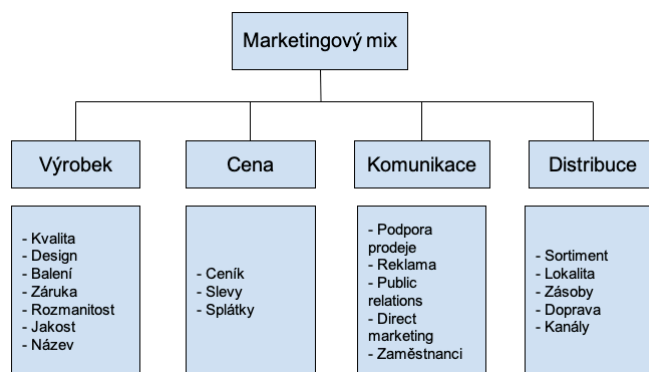 Marketingový mix
Výrobek
Cena
Komunikace
Distribuce
- Kvalita
- Design
- Balení
- Záruka
- Rozmanitost
- Jakost
- Název
- Ceník
- Slevy
- Splátky
- Podpora
prodeje
- Reklama
- Public
relations
- Direct
marketing
- Zaměstnanci
- Sortiment
- Lokalita
- Zásoby
- Doprava
- Kanály